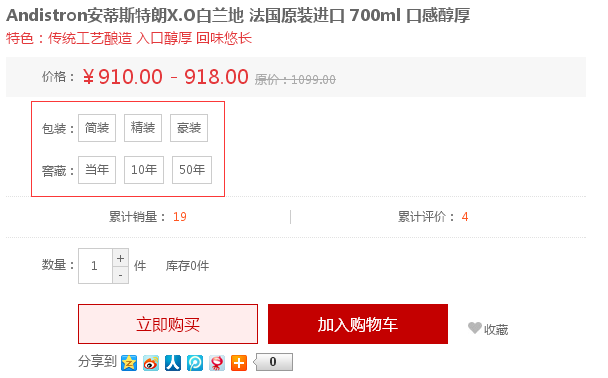 Andistron安蒂斯特朗X.O白兰地 法国原装进口 700ml 口感醇厚
特色：传统工艺酿造 入口醇厚 回味悠长
价格： ¥910.00 - 918.00 原价：1099.00
包装： 简装 精装 豪装
窖藏： 当年 10年 50年
累计销量： 19 累计评价： 4
数量： 1 + - 件 库存0件
立即购买 加入购物车 收藏
分享到 0